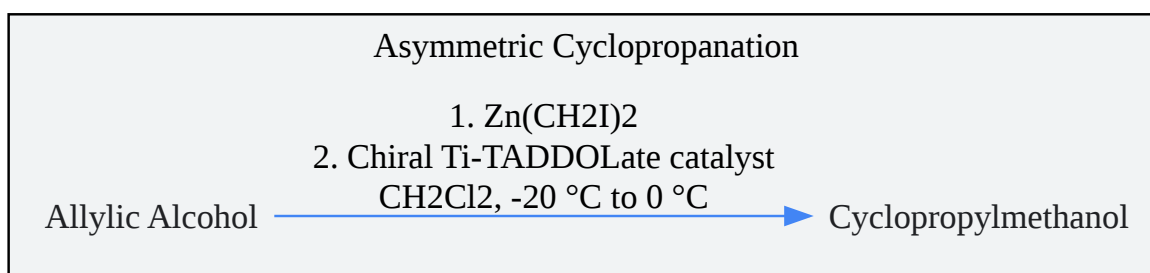 Asymmetric Cyclopropanation
1. Zn(CH2I)2
2. Chiral Ti-TADDOLate catalyst
CH2Cl2, -20 °C to 0 °C
Allylic Alcohol
Cyclopropylmethanol